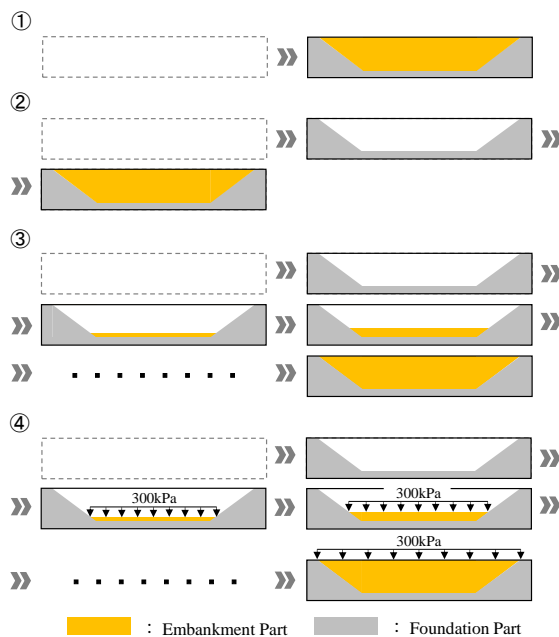 ①
②
③
④
300kPa
300kPa
300kPa
: Embankment Part
: Foundation Part